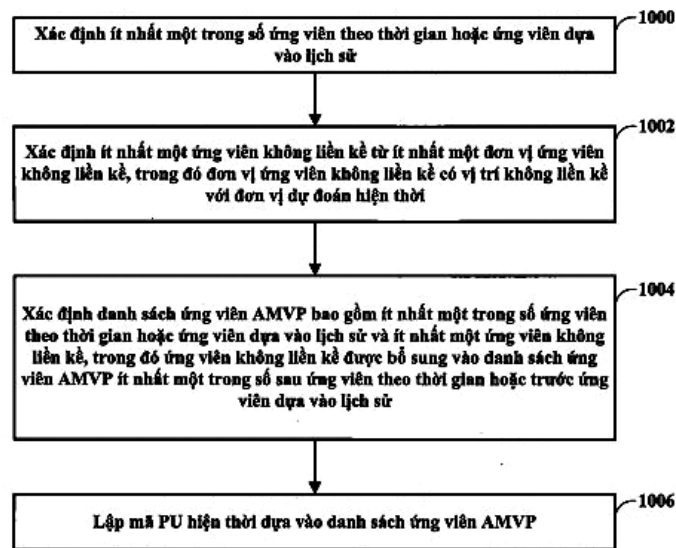 1000
Xác định ít nhất một trong số ứng viên theo thời gian hoặc ứng viên dựa
vào lịch sử
1002
Xác định ít nhất một ứng viên không liền kề từ ít nhất một đơn vị ứng viên
không liền kề, trong đó đơn vị ứng viên không liền kề có vị trí không liền kề
với đơn vị dự đoán hiện thời
1004
Xác định danh sách ứng viên AMVP bao gồm ít nhất một trong số ứng viên
theo thời gian hoặc ứng viên dựa vào lịch sử và ít nhất một ứng viên không
liền kề, trong đó ứng viên không liền kề được bổ sung vào danh sách ứng
viên AMVP ít nhất một trong số sau ứng viên theo thời gian hoặc trước ứng
viên dựa vào lịch sử
1006
Lập mã PU hiện thời dựa vào danh sách ứng viên AMVP